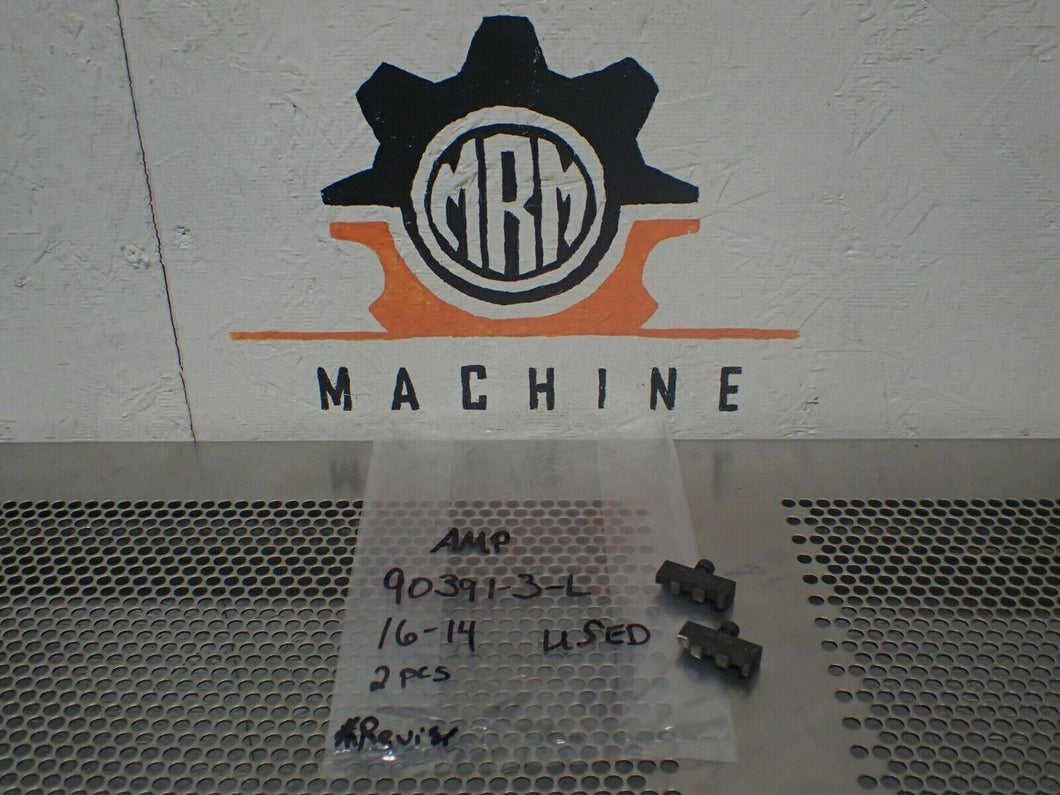 MRM
MACHINE
AMP
90391-3-L
16-14 USED
2 pcs